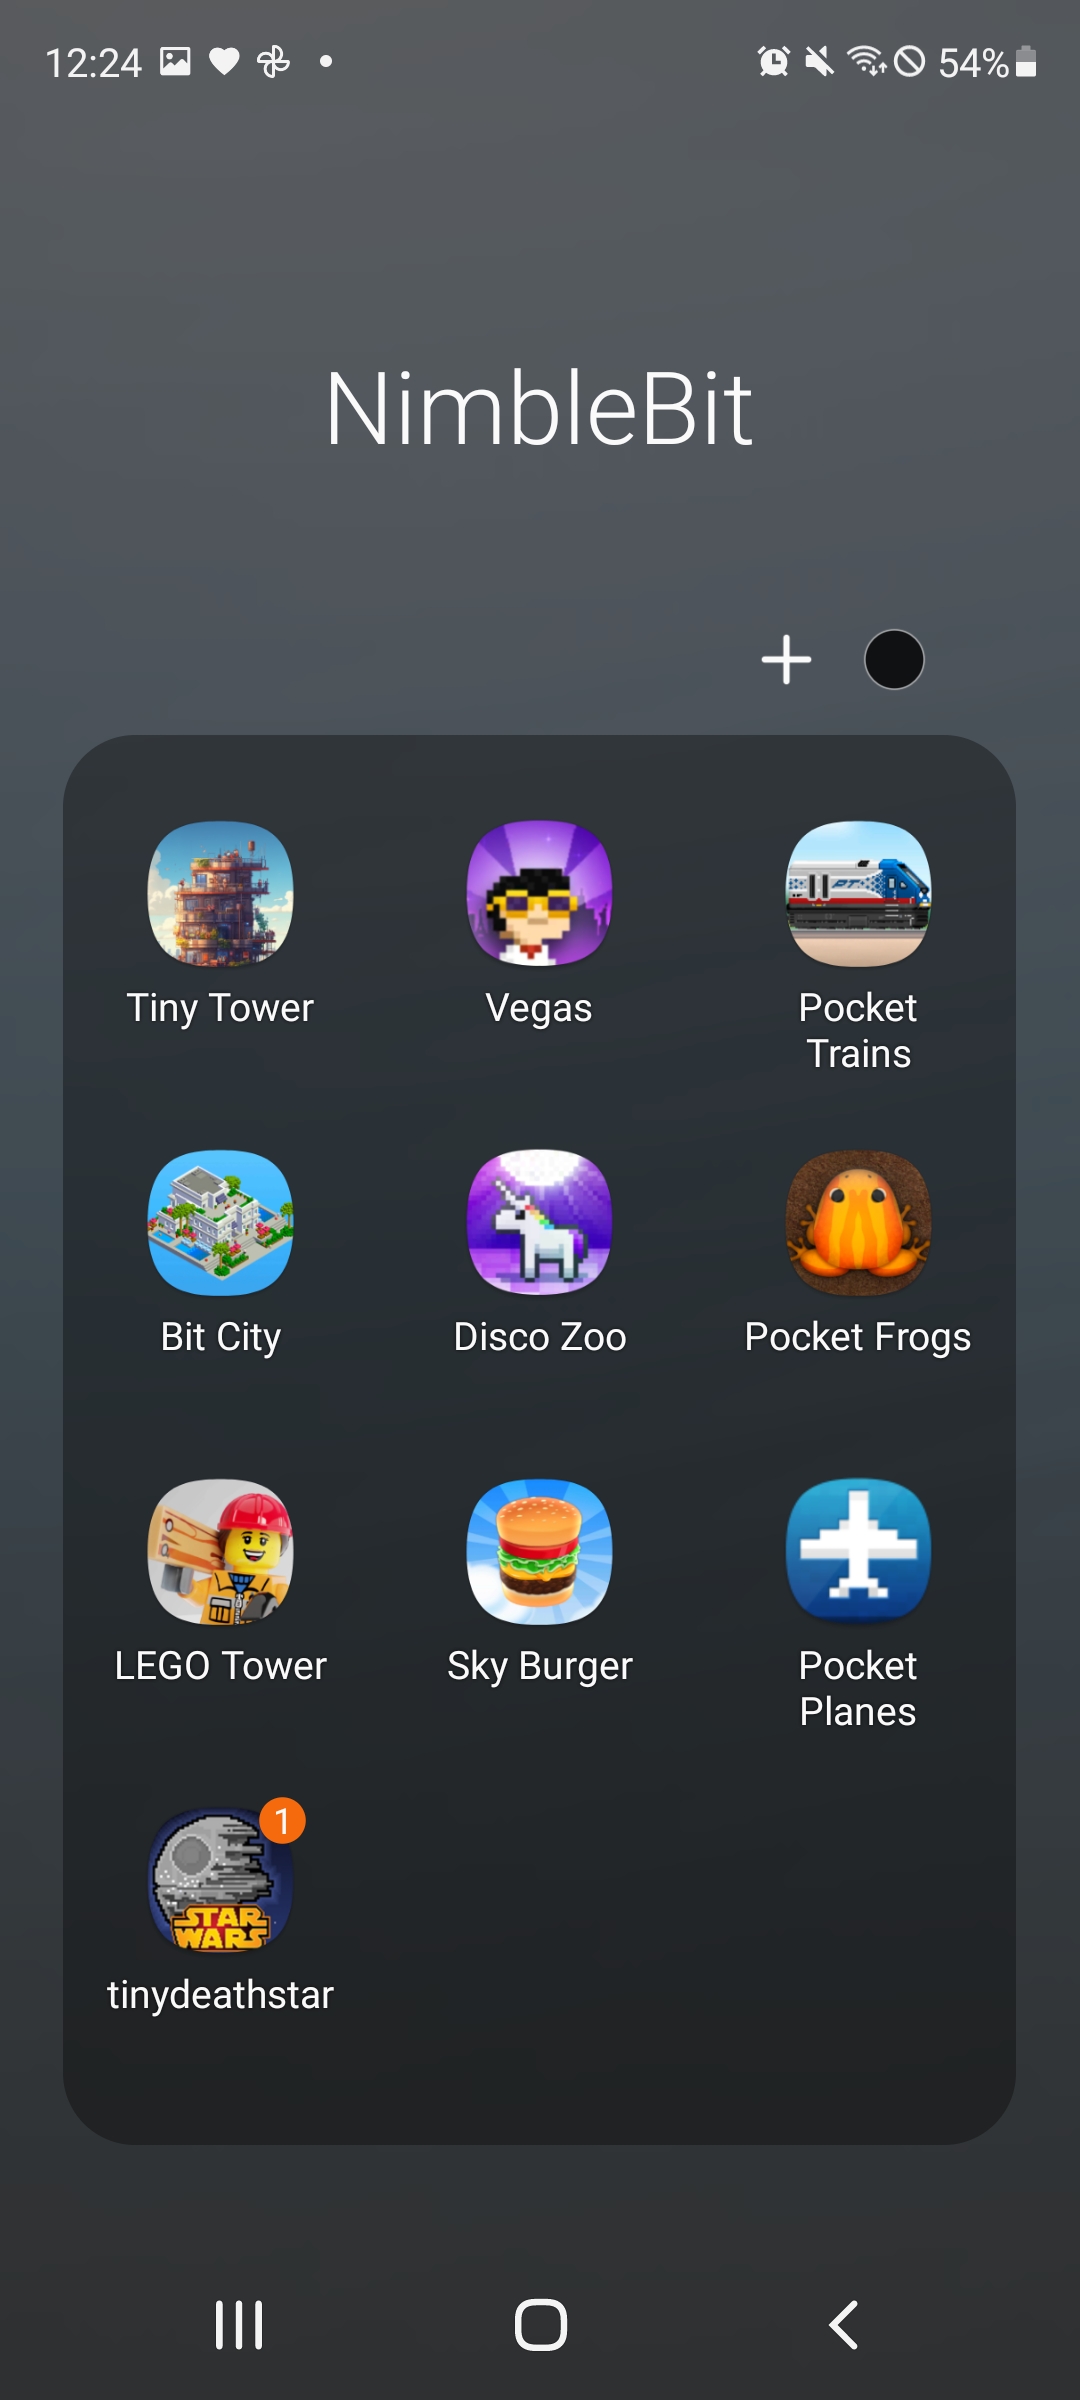 12:24 54%
NimbleBit
Tiny Tower Vegas Pocket Trains
Bit City Disco Zoo Pocket Frogs
LEGO Tower Sky Burger Pocket Planes
1
STAR WARS
tinydeathstar